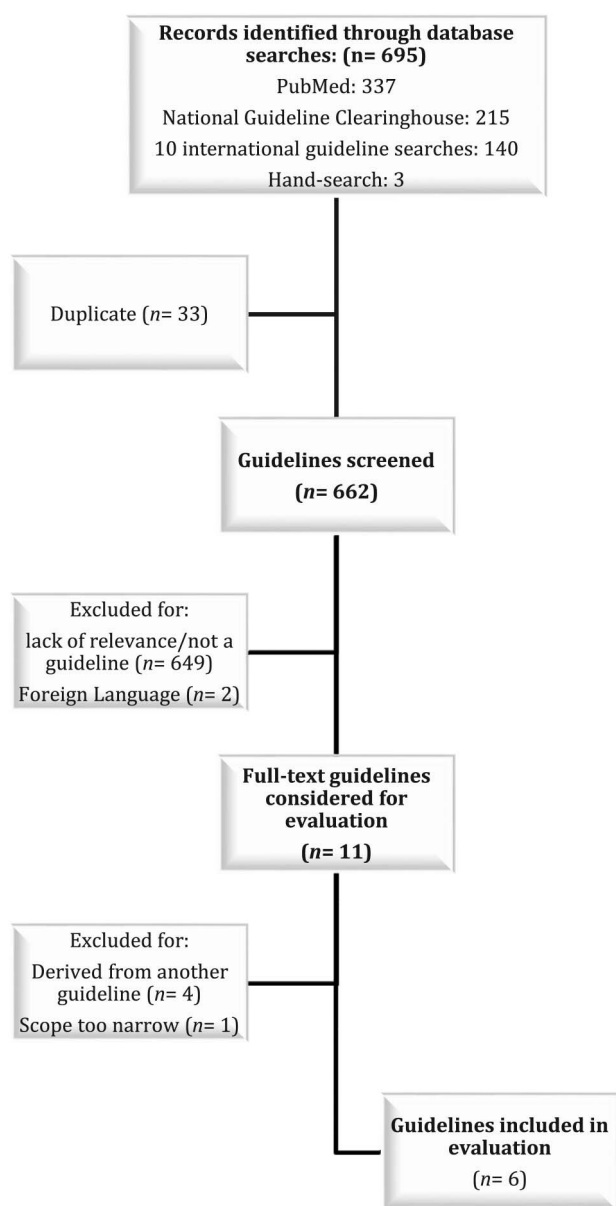 Records identified through database
searches: (n= 695)
PubMed: 337
National Guideline Clearinghouse: 215
10 international guideline searches: 140
Hand-search: 3
Duplicate (n= 33)
Guidelines screened
(n= 662)
Excluded for:
lack of relevance/not a
guideline (n= 649)
Foreign Language (n= 2)
Full-text guidelines
considered for
evaluation
(n= 11)
Excluded for:
Derived from another
guideline (n= 4)
Scope too narrow (n= 1)
Guidelines included in
evaluation
(n= 6)